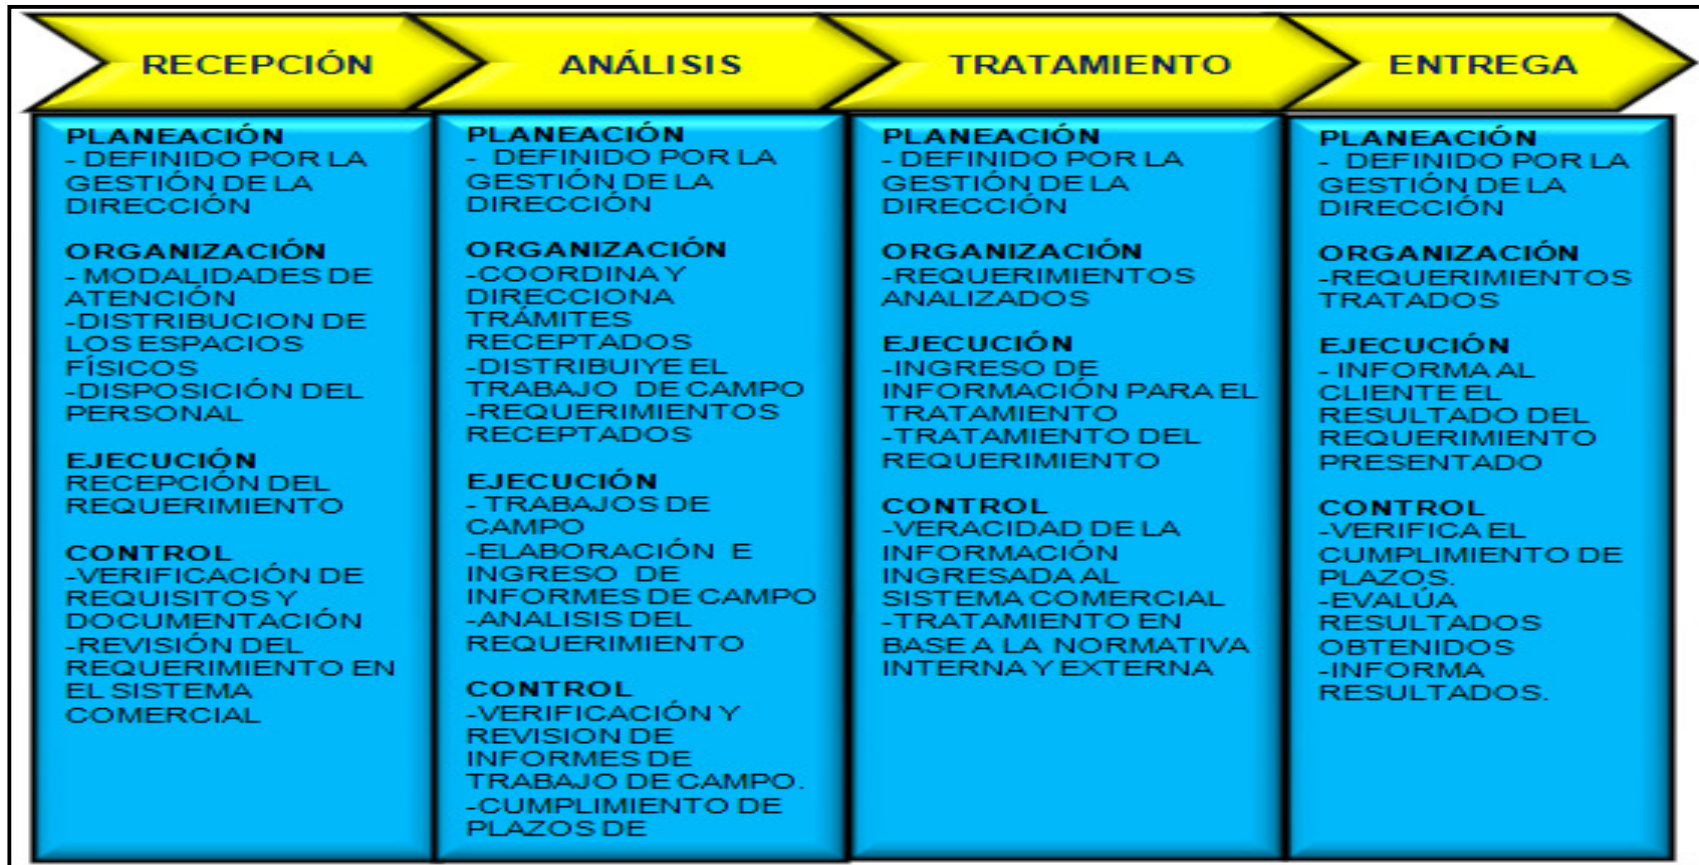 RECEPCIÓN
ANÁLISIS
TRATAMIENTO
ENTREGA
PLANEACIÓN
- DEFINIDO POR LA
GESTIÓN DE LA
DIRECCIÓN
ORGANIZACIÓN
- MODALIDADES DE
ATENCIÓN
-DISTRIBUCION DE
LOS ESPACIOS
FÍSICOS
-DISPOSICIÓN DEL
PERSONAL
EJECUCIÓN
RECEPCIÓN DEL
REQUERIMIENTO
CONTROL
-VERIFICACIÓN DE
REQUISITOS Y
DOCUMENTACIÓN
-REVISIÓN DEL
REQUERIMIENTO EN
EL SISTEMA
COMERCIAL
PLANEACIÓN
- DEFINIDO POR LA
GESTIÓN DE LA
DIRECCIÓN
ORGANIZACIÓN
-COORDINA Y
DIRECCIONA
TRÁMITES
RECEPTADOS
-DISTRIBUIYE EL
TRABAJO DE CAMPO
-REQUERIMIENTOS
RECEPTADOS
EJECUCIÓN
- TRABAJOS DE
CAMPO
-ELABORACIÓN E
INGRESO DE
INFORMES DE CAMPO
-ANALISIS DEL
REQUERIMIENTO
CONTROL
-VERIFICACIÓN Y
REVISION DE
INFORMES DE
TRABAJO DE CAMPO.
-CUMPLIMIENTO DE
PLAZOS DE
PLANEACIÓN
- DEFINIDO POR LA
GESTIÓN DE LA
DIRECCIÓN
ORGANIZACIÓN
-REQUERIMIENTOS
ANALIZADOS
EJECUCIÓN
-INGRESO DE
INFORMACIÓN PARA EL
TRATAMIENTO
-TRATAMIENTO DEL
REQUERIMIENTO
CONTROL
-VERACIDAD DE LA
INFORMACIÓN
INGRESADA AL
SISTEMA COMERCIAL
-TRATAMIENTO EN
BASE A LA NORMATIVA
INTERNA Y EXTERNA
PLANEACIÓN
- DEFINIDO POR LA
GESTIÓN DE LA
DIRECCIÓN
ORGANIZACIÓN
-REQUERIMIENTOS
TRATADOS
EJECUCIÓN
- INFORMA AL
CLIENTE EL
RESULTADO DEL
REQUERIMIENTO
PRESENTADO
CONTROL
-VERIFICA EL
CUMPLIMIENTO DE
PLAZOS.
-EVALÚA
RESULTADOS
OBTENIDOS
-INFORMA
RESULTADOS.